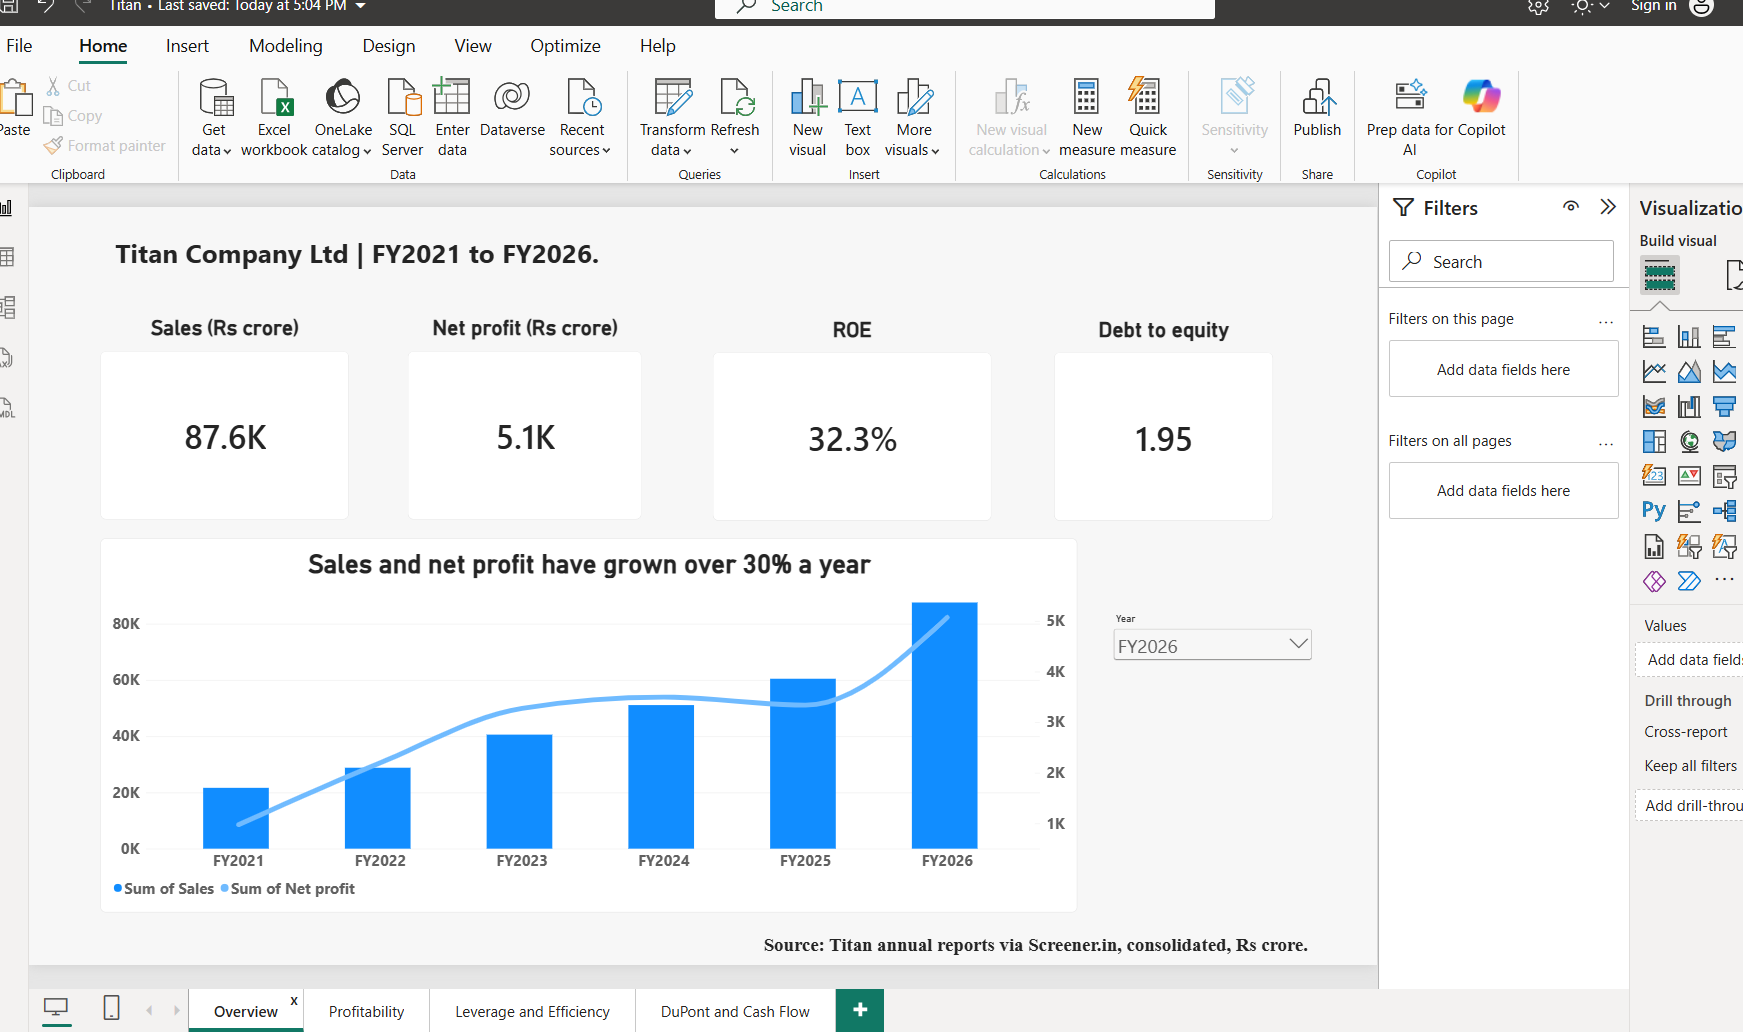 Titan • Last saved: Today at 5:04 PM
Search
Sign in
File Home Insert Modeling Design View Optimize Help
Paste
Cut
Copy
Format painter
Clipboard
Get data
Excel workbook
OneLake catalog
SQL Server
Enter data
Dataverse
Recent sources
Data
Transform data
Refresh
Queries
New visual
Text box
More visuals
Insert
New visual calculation
New measure
Quick measure
Calculations
Sensitivity
Sensitivity
Publish
Share
Prep data for AI
Copilot
Copilot
Titan Company Ltd | FY2021 to FY2026.
Sales (Rs crore)
87.6K
Net profit (Rs crore)
5.1K
ROE
32.3%
Debt to equity
1.95
Sales and net profit have grown over 30% a year
80K
60K
40K
20K
0K
5K
4K
3K
2K
1K
FY2021 FY2022 FY2023 FY2024 FY2025 FY2026
Sum of Sales Sum of Net profit
Year
FY2026
Source: Titan annual reports via Screener.in, consolidated, Rs crore.
Filters
Search
Filters on this page
...
Add data fields here
Filters on all pages
...
Add data fields here
Visualizatio
Build visual
123
Py
...
Values
Add data fields
Drill through
Cross-report
Keep all filters
Add drill-throu
Overview x
Profitability
Leverage and Efficiency
DuPont and Cash Flow
+